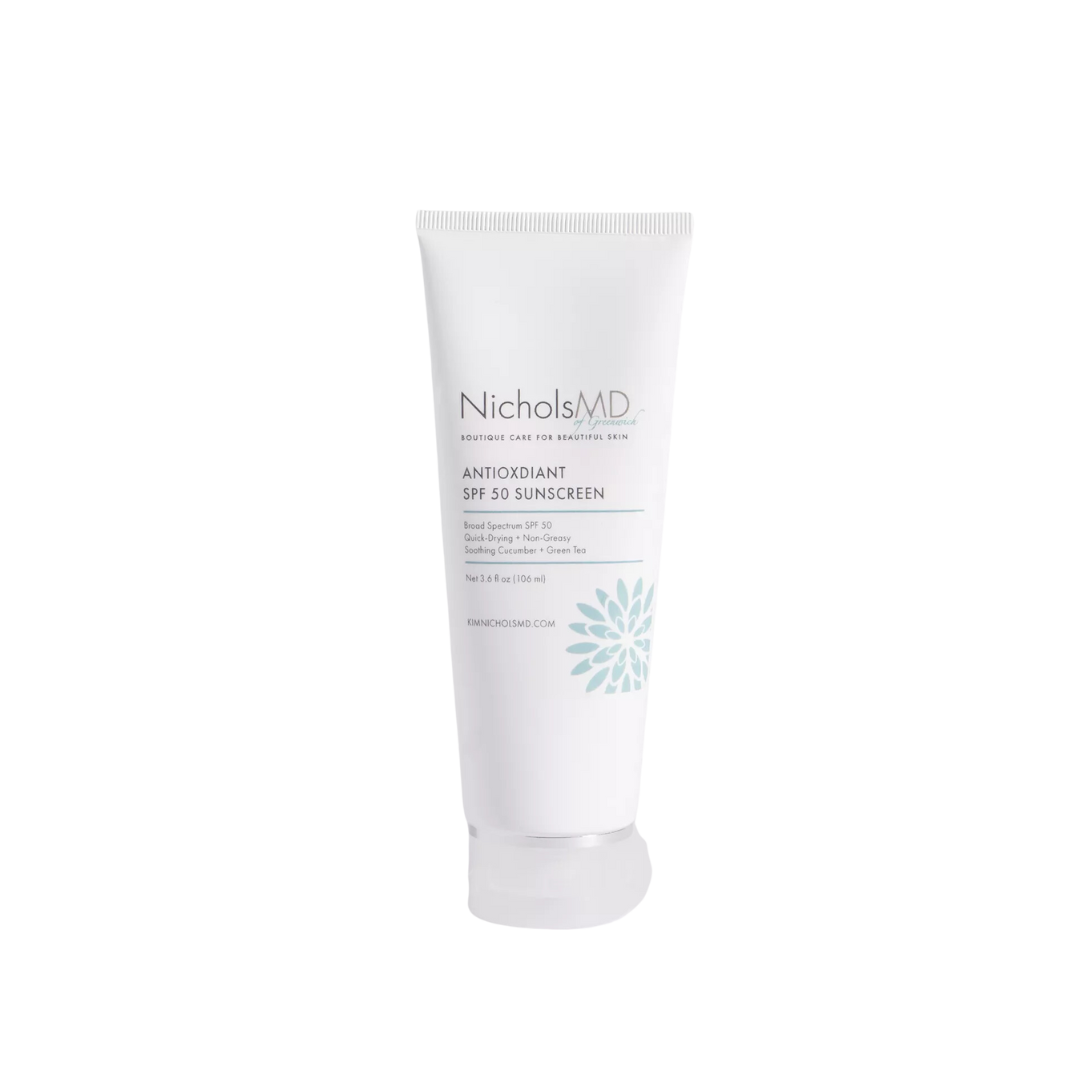 NicholsMD
of Greenwich
BOUTIQUE CARE FOR BEAUTIFUL SKIN
ANTIOXDIANT
SPF 50 SUNSCREEN
Broad Spectrum SPF 50
Quick-Drying + Non-Greasy
Soothing Cucumber + Green Tea
Net 3.6 fl oz (106 ml)
KIMNICHOLSMD.COM